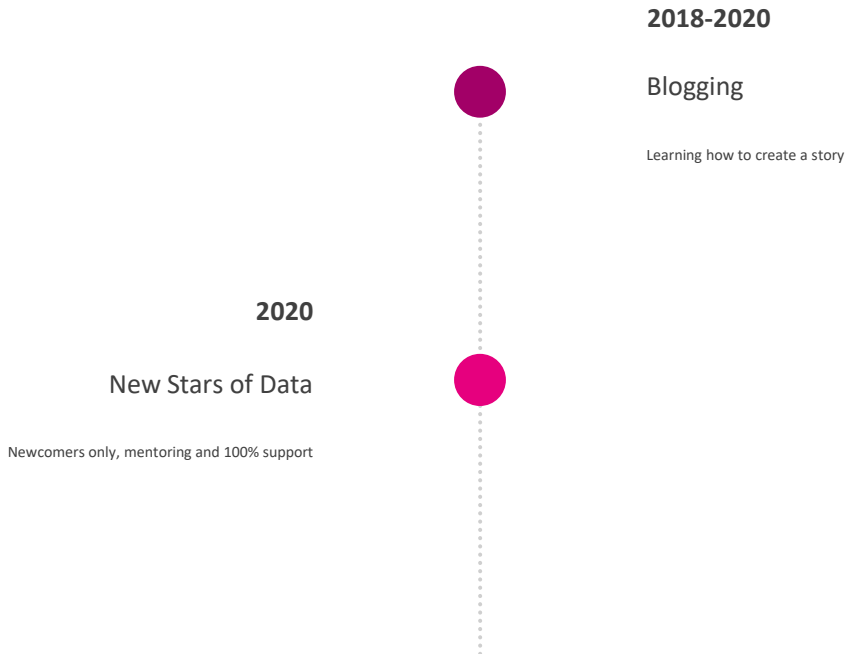 2018-2020
Blogging
Learning how to create a story
2020
New Stars of Data
Newcomers only, mentoring and 100% support